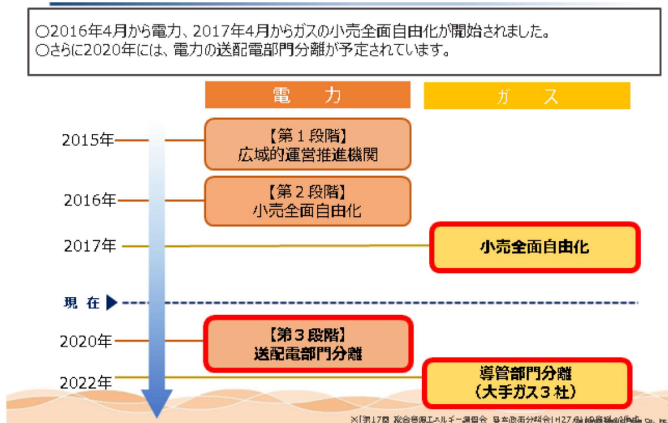 ○2016年4月から電力、2017年4月からガスの小売全面自由化が開始されました。
○さらに2020年には、電力の送配電部門分離が予定されています。
電 力
ガ ス
2015年
【第１段階】
広域的運営推進機関
2016年
【第２段階】
小売全面自由化
2017年
小売全面自由化
現 在
2020年
【第３段階】
送配電部門分離
2022年
導管部門分離
（大手ガス３社）